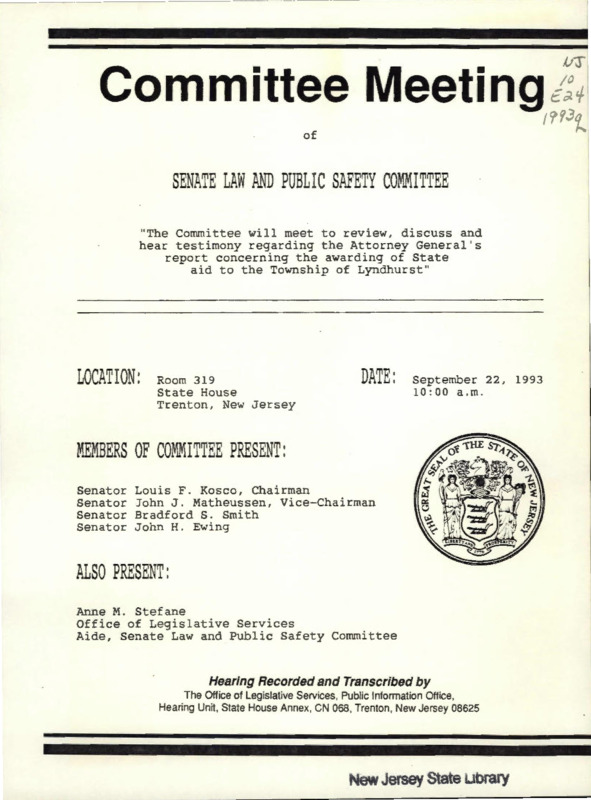 Committee Meeting
NJ
10
E24
1993q
of
SENATE LAW AND PUBLIC SAFETY COMMITTEE
"The Committee will meet to review, discuss and
hear testimony regarding the Attorney General's
report concerning the awarding of State
aid to the Township of Lyndhurst"
LOCATION: Room 319
State House
Trenton, New Jersey
DATE: September 22, 1993
10:00 a.m.
MEMBERS OF COMMITTEE PRESENT:
Senator Louis F. Kosco, Chairman
Senator John J. Matheussen, Vice-Chairman
Senator Bradford S. Smith
Senator John H. Ewing
THE GREAT SEAL OF THE STATE OF NEW JERSEY
LIBERTY AND PROSPERITY
ALSO PRESENT:
Anne M. Stefane
Office of Legislative Services
Aide, Senate Law and Public Safety Committee
Hearing Recorded and Transcribed by
The Office of Legislative Services, Public Information Office,
Hearing Unit, State House Annex, CN 068, Trenton, New Jersey 08625
New Jersey State Library